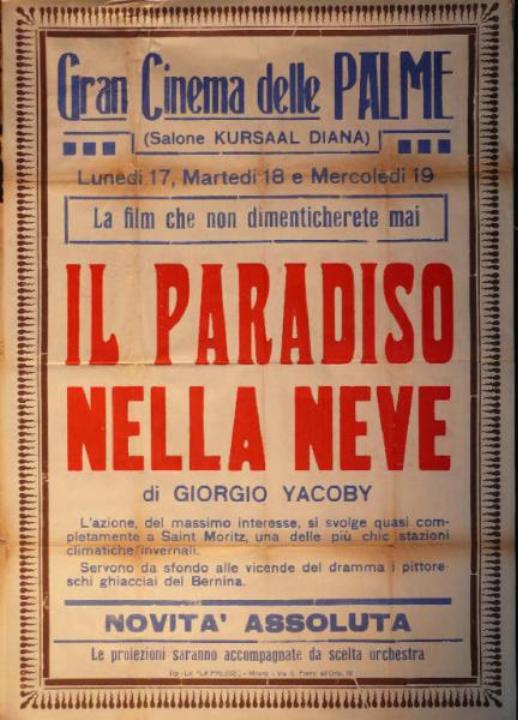 Gran Cinema delle PALME
(Salone KURSAAL DIANA)
Lunedì 17, Martedì 18 e Mercoledì 19
La film che non dimenticherete mai
IL PARADISO
NELLA NEVE
di GIORGIO YACOBY
L'azione, del massimo interesse, si svolge quasi com-
pletamente a Saint Moritz, una delle più chic stazioni
climatiche invernali.
Servono da sfondo alle vicende del dramma i pittore-
schi ghiacciai del Bernina.
NOVITA' ASSOLUTA
Le proiezioni saranno accompagnate da scelta orchestra
Milano - Via